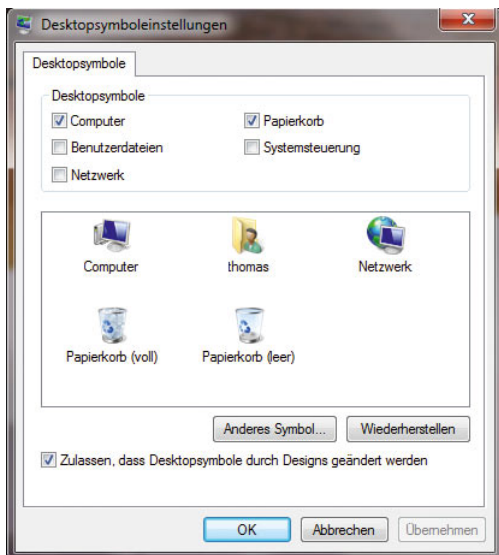 Desktopsymboleinstellungen
Desktopsymbole
Desktopsymbole
Computer
Papierkorb
Benutzerdateien
Systemsteuerung
Netzwerk
Computer
thomas
Netzwerk
Papierkorb (voll)
Papierkorb (leer)
Anderes Symbol...
Wiederherstellen
Zulassen, dass Desktopsymbole durch Designs geändert werden
OK
Abbrechen
Übernehmen